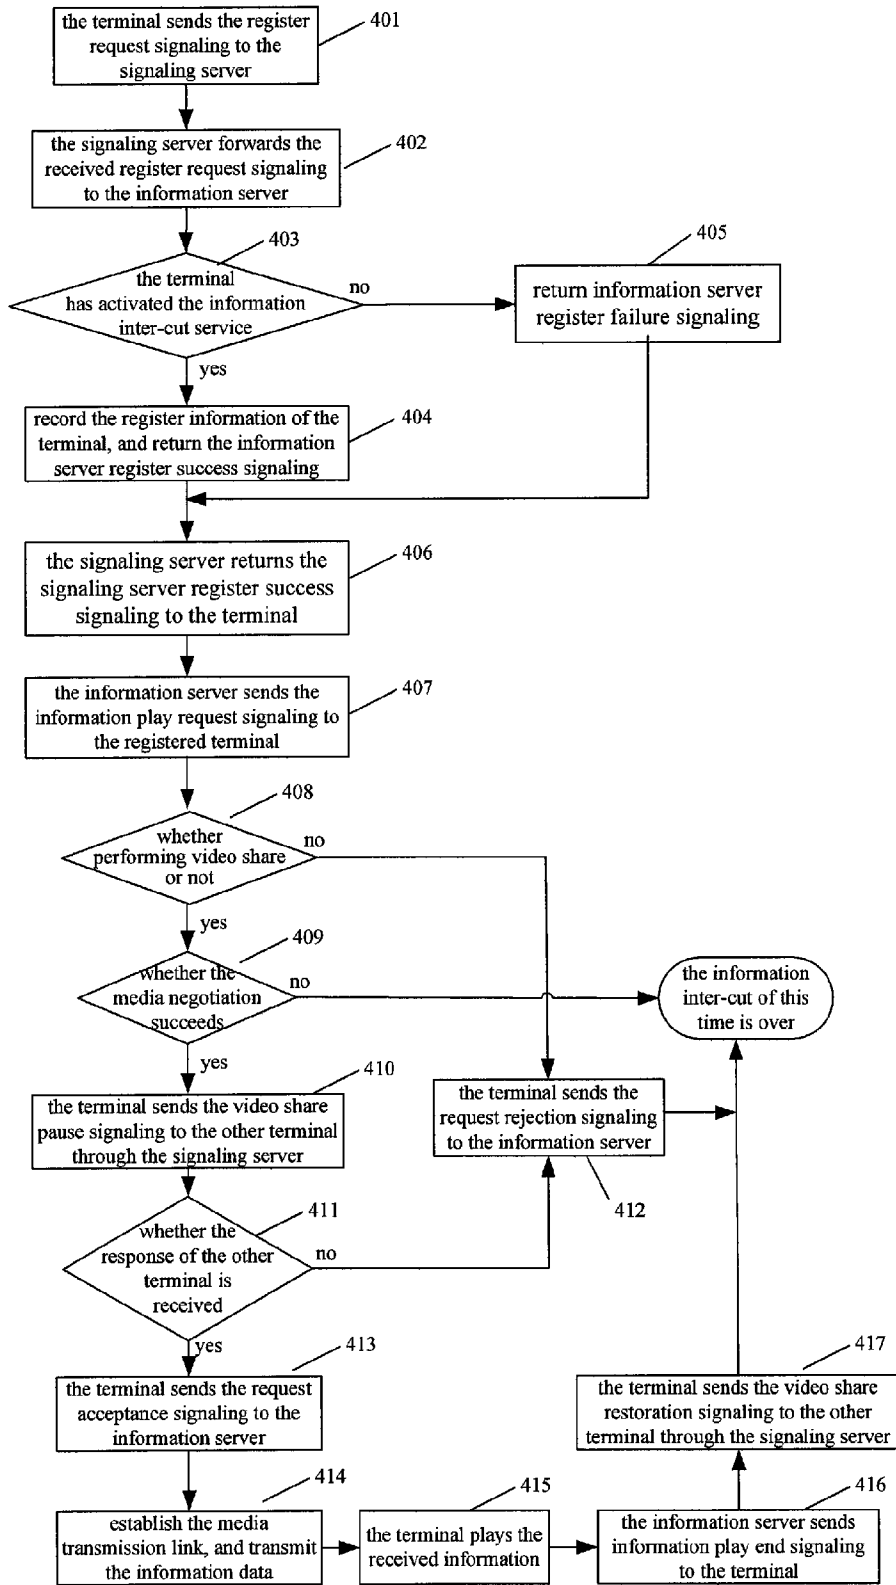 the terminal sends the register
request signaling to the
signaling server
401
the signaling server forwards the
received register request signaling
to the information server
402
403
the terminal
has activated the information
inter-cut service
no
yes
405
return information server
register failure signaling
record the register information of the
terminal, and return the information
server register success signaling
404
the signaling server returns the
signaling server register success
signaling to the terminal
406
the information server sends the
information play request signaling to
the registered terminal
407
408
whether
performing video share
or not
no
yes
409
whether the
media negotiation
succeeds
no
yes
the information
inter-cut of this
time is over
410
the terminal sends the video share
pause signaling to the other terminal
through the signaling server
the terminal sends the
request rejection signaling
to the information server
412
411
whether the
response of the other
terminal is
received
no
yes
413
the terminal sends the request
acceptance signaling to the
information server
417
the terminal sends the video share
restoration signaling to the other
terminal through the signaling server
414
establish the media
transmission link, and transmit
the information data
415
the terminal plays the
received information
416
the information server sends
information play end signaling
to the terminal